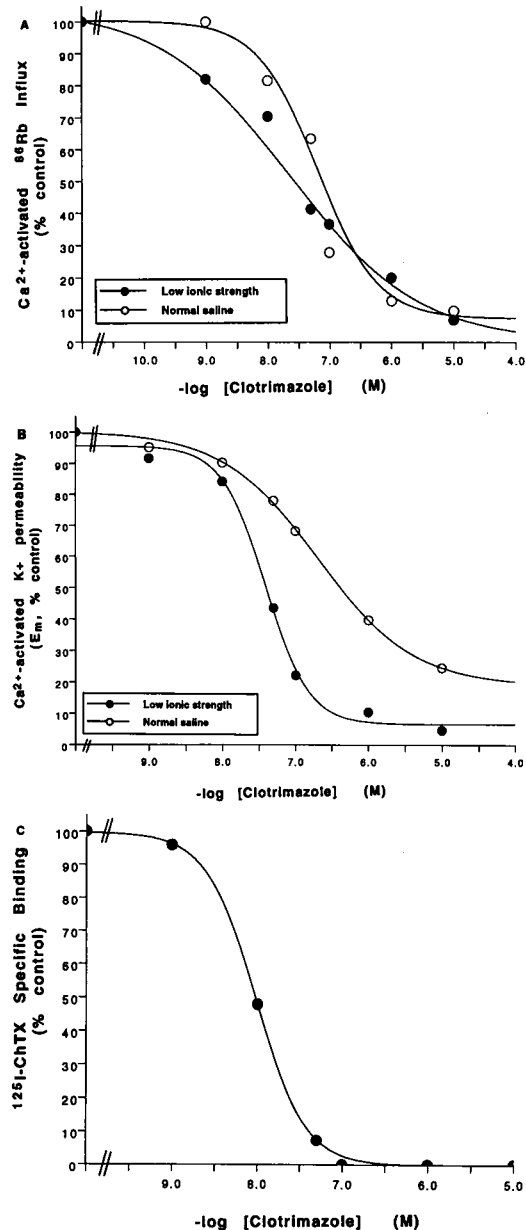 A
Ca²⁺-activated ⁸⁶Rb Influx
(% control)
100
90
80
70
60
50
40
30
20
10
0
Low ionic strength
Normal saline
10.0 9.0 8.0 7.0 6.0 5.0 4.0
-log [Clotrimazole] (M)
B
Ca²⁺-activated K+ permeability
(Eₘ, % control)
100
90
80
70
60
50
40
30
20
10
0
Low ionic strength
Normal saline
9.0 8.0 7.0 6.0 5.0 4.0
-log [Clotrimazole] (M)
C
¹²⁵I-ChTX Specific Binding
(% control)
100
90
80
70
60
50
40
30
20
10
0
9.0 8.0 7.0 6.0 5.0
-log [Clotrimazole] (M)